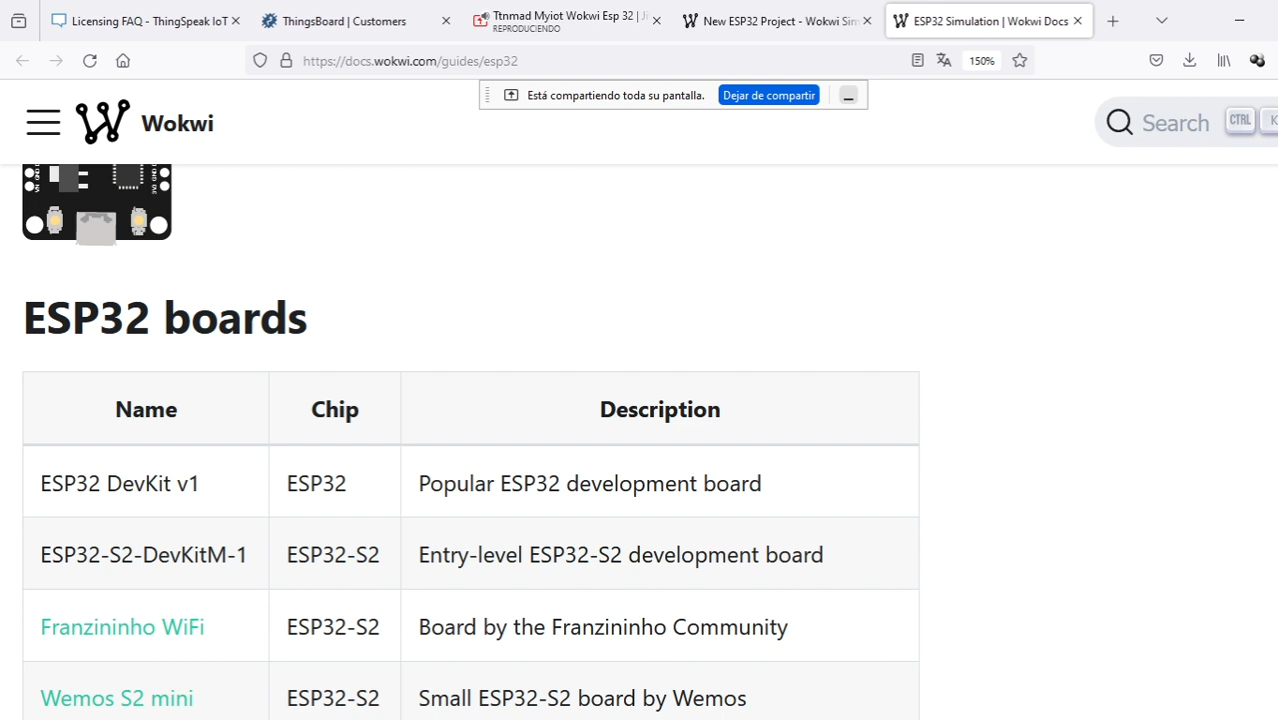 Licensing FAQ - ThingSpeak IoT
ThingsBoard | Customers
Ttnmad Myiot Wokwi Esp 32 | Ji
REPRODUCIENDO
New ESP32 Project - Wokwi Sim
ESP32 Simulation | Wokwi Docs
https://docs.wokwi.com/guides/esp32
150%
Está compartiendo toda su pantalla.
Dejar de compartir
Wokwi
Search
CTRL
K
ESP32 boards
Name Chip Description
ESP32 DevKit v1 ESP32 Popular ESP32 development board
ESP32-S2-DevKitM-1 ESP32-S2 Entry-level ESP32-S2 development board
Franzininho WiFi ESP32-S2 Board by the Franzininho Community
Wemos S2 mini ESP32-S2 Small ESP32-S2 board by Wemos